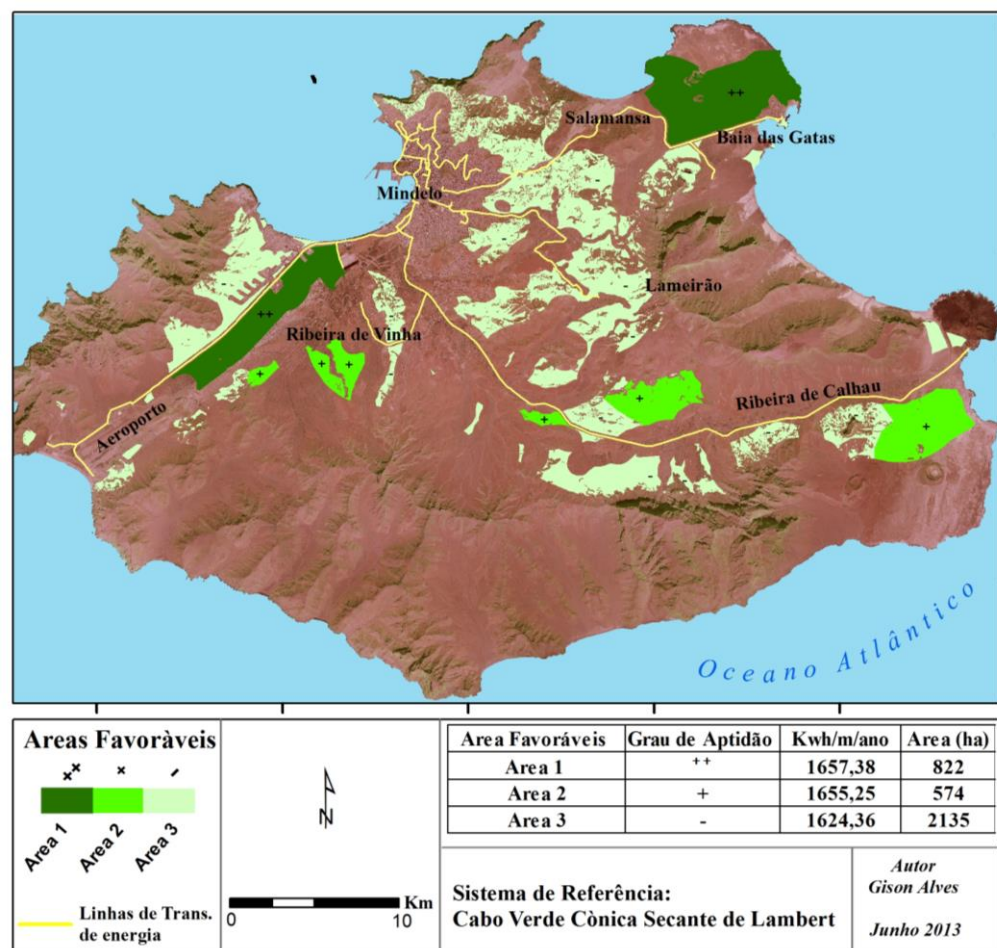 Salamansa
++
Baia das Gatas
Mindelo
-
Lameirão
++
Ribeira de Vinha
+
+ +
+
+
Ribeira de Calhau
+
Aeroporto
Oceano Atlântico
Areas Favoràveis
++ + -
Area 1 Area 2 Area 3
Linhas de Trans.
de energia
N
0 10 Km
Area Favoráveis Grau de Aptidão Kwh/m/ano Area (ha)
Area 1 ++ 1657,38 822
Area 2 + 1655,25 574
Area 3 - 1624,36 2135
Sistema de Referência:
Cabo Verde Cònica Secante de Lambert
Autor
Gison Alves
Junho 2013